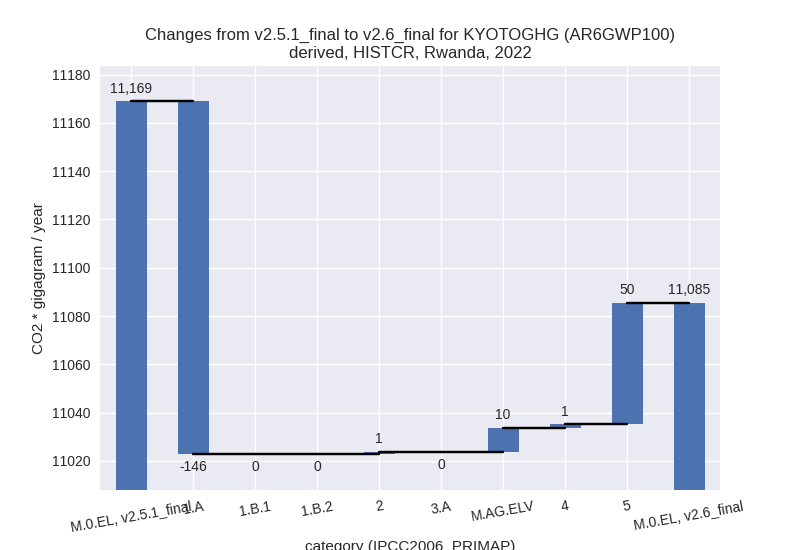 Changes from v2.5.1_final to v2.6_final for KYOTOGHG (AR6GWP100)
derived, HISTCR, Rwanda, 2022
CO2 * gigagram / year
11180
11160
11140
11120
11100
11080
11060
11040
11020
11,169
-146
0
0
1
0
10
1
50
11,085
M.0.EL, v2.5.1_final
1.A
1.B.1
1.B.2
2
3.A
M.AG.ELV
4
5
M.0.EL, v2.6_final
category (IPCC2006_PRIMAP)